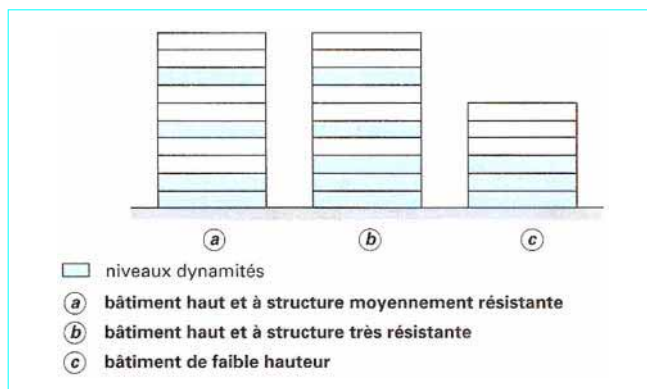 a b c
niveaux dynamités
a bâtiment haut et à structure moyennement résistante
b bâtiment haut et à structure très résistante
c bâtiment de faible hauteur